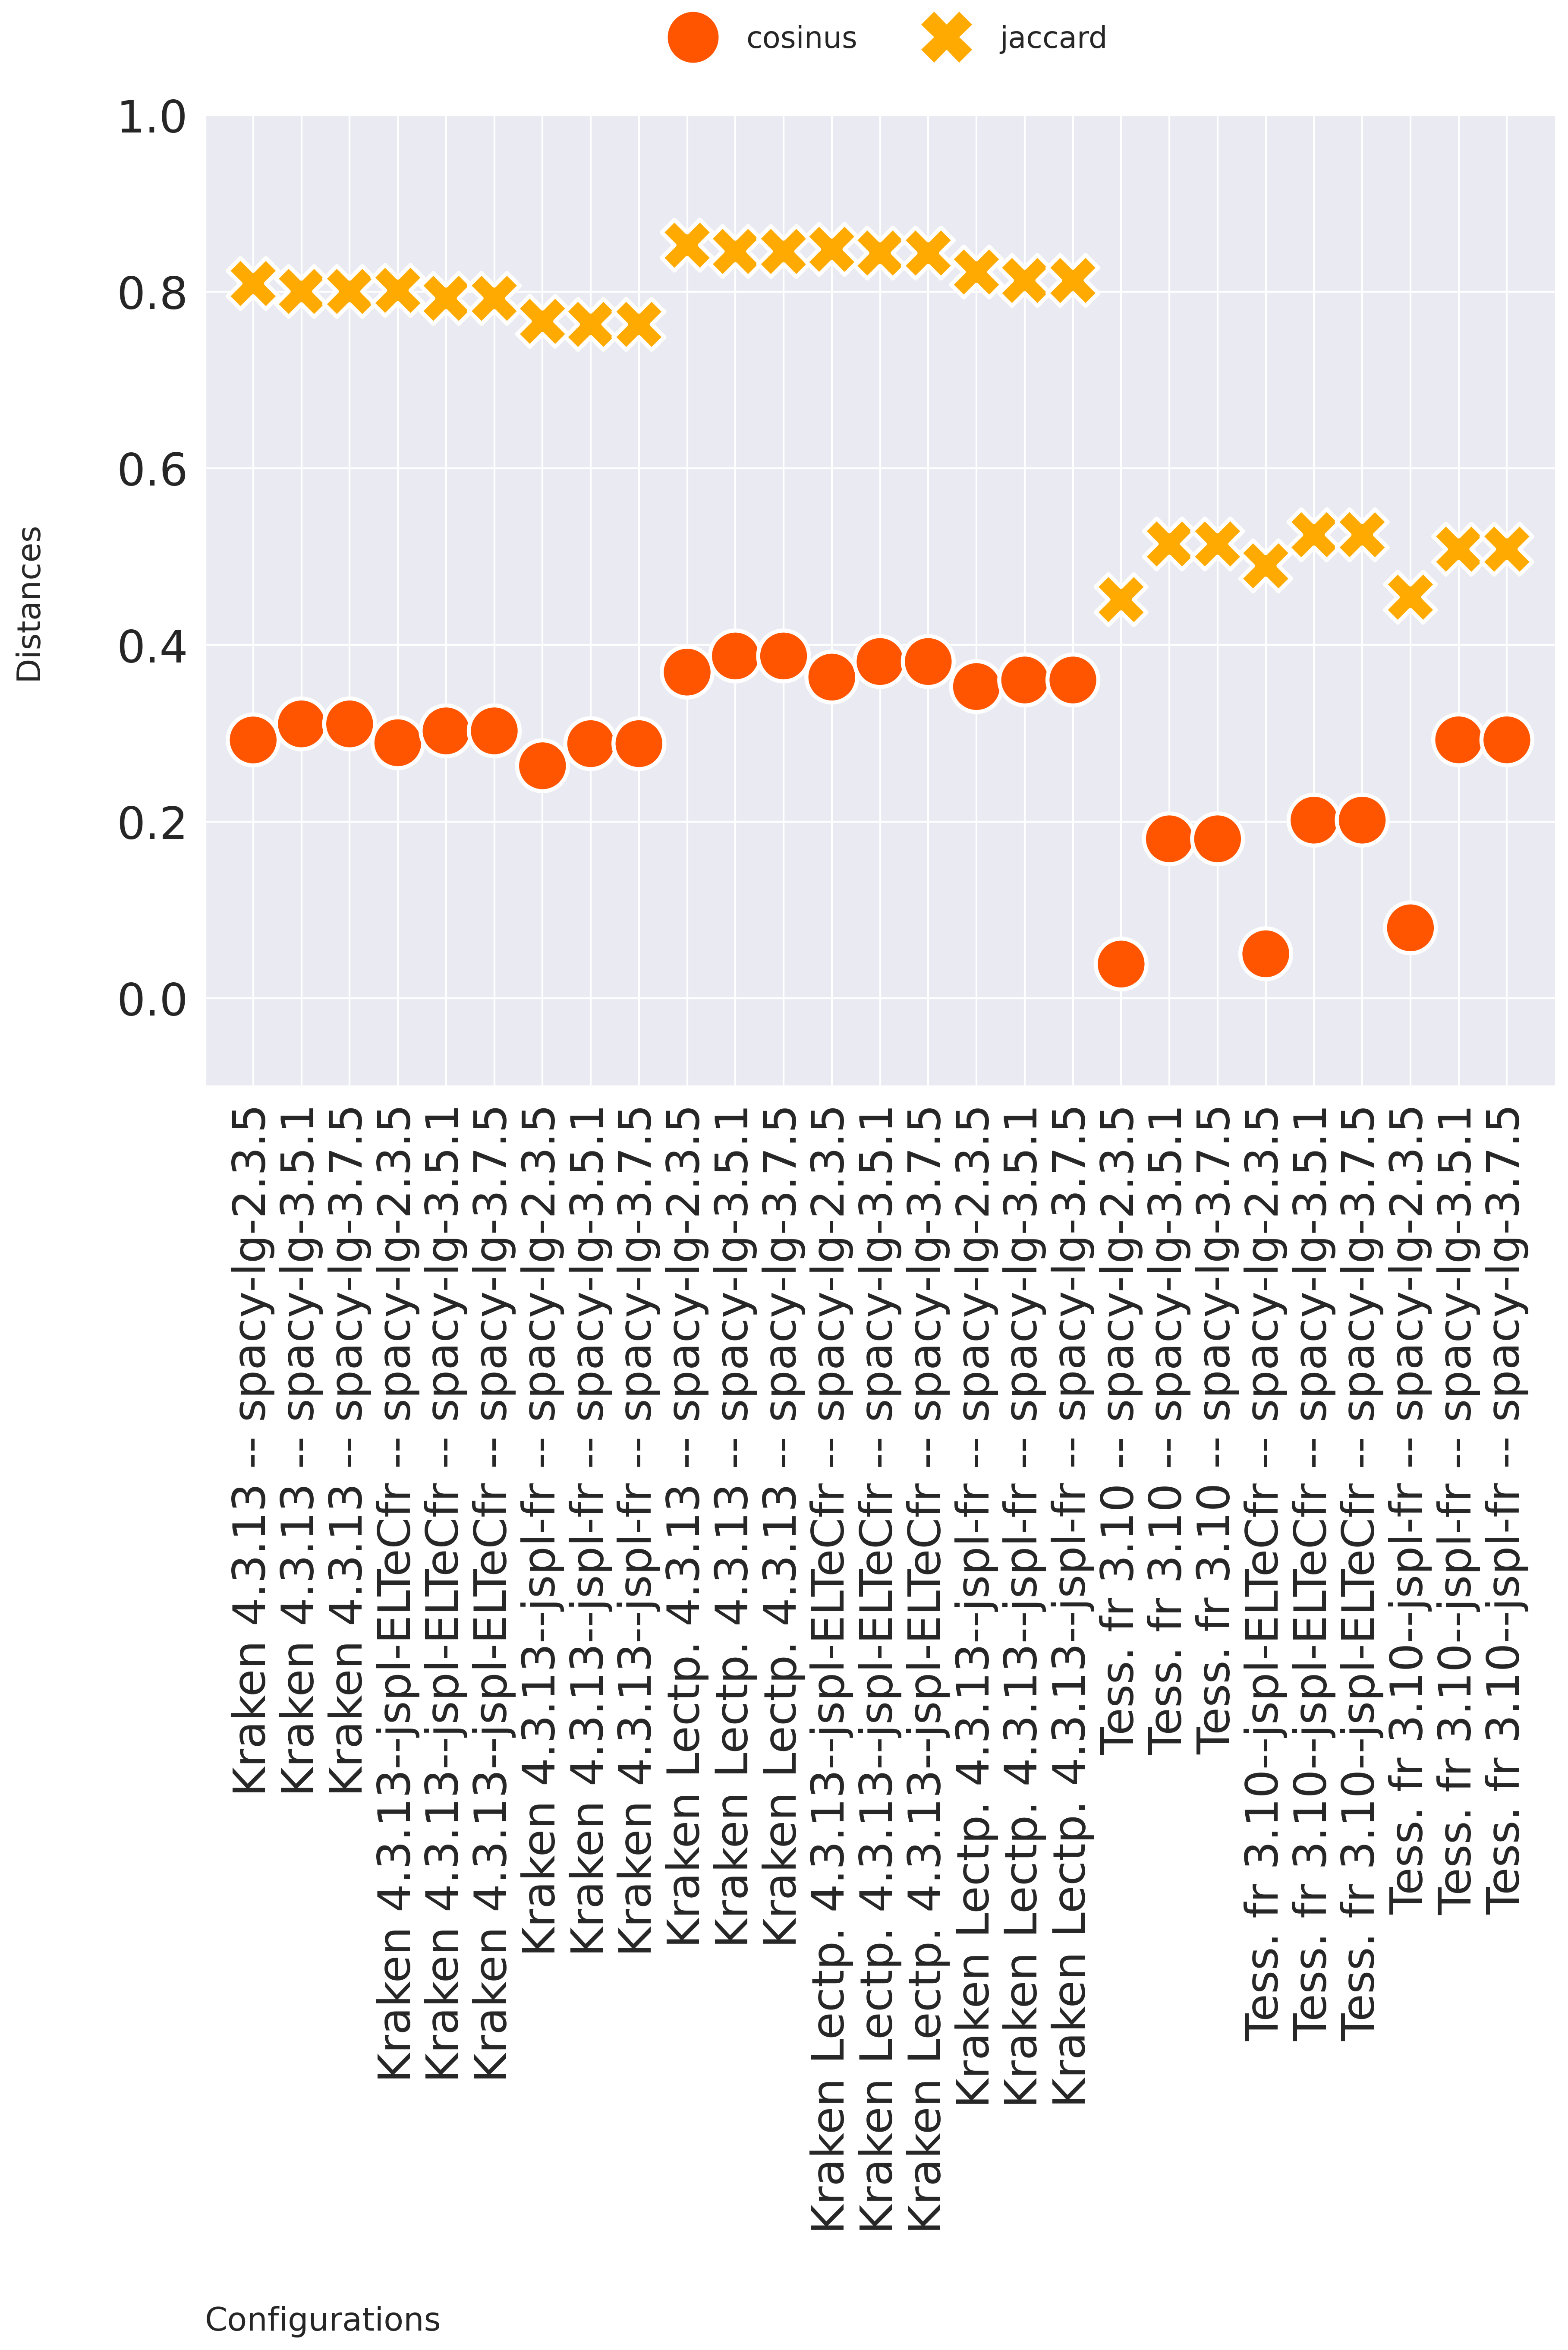 cosinus
jaccard
1.0
0.8
0.6
0.4
0.2
0.0
Distances
Kraken 4.3.13 -- spacy-lg-2.3.5
Kraken 4.3.13 -- spacy-lg-3.5.1
Kraken 4.3.13 -- spacy-lg-3.7.5
Kraken 4.3.13--jspl-ELTeCfr -- spacy-lg-2.3.5
Kraken 4.3.13--jspl-ELTeCfr -- spacy-lg-3.5.1
Kraken 4.3.13--jspl-ELTeCfr -- spacy-lg-3.7.5
Kraken 4.3.13--jspl-fr -- spacy-lg-2.3.5
Kraken 4.3.13--jspl-fr -- spacy-lg-3.5.1
Kraken 4.3.13--jspl-fr -- spacy-lg-3.7.5
Kraken Lectp. 4.3.13 -- spacy-lg-2.3.5
Kraken Lectp. 4.3.13 -- spacy-lg-3.5.1
Kraken Lectp. 4.3.13 -- spacy-lg-3.7.5
Kraken Lectp. 4.3.13--jspl-ELTeCfr -- spacy-lg-2.3.5
Kraken Lectp. 4.3.13--jspl-ELTeCfr -- spacy-lg-3.5.1
Kraken Lectp. 4.3.13--jspl-ELTeCfr -- spacy-lg-3.7.5
Kraken Lectp. 4.3.13--jspl-fr -- spacy-lg-2.3.5
Kraken Lectp. 4.3.13--jspl-fr -- spacy-lg-3.5.1
Kraken Lectp. 4.3.13--jspl-fr -- spacy-lg-3.7.5
Tess. fr 3.10 -- spacy-lg-2.3.5
Tess. fr 3.10 -- spacy-lg-3.5.1
Tess. fr 3.10 -- spacy-lg-3.7.5
Tess. fr 3.10--jspl-ELTeCfr -- spacy-lg-2.3.5
Tess. fr 3.10--jspl-ELTeCfr -- spacy-lg-3.5.1
Tess. fr 3.10--jspl-ELTeCfr -- spacy-lg-3.7.5
Tess. fr 3.10--jspl-fr -- spacy-lg-2.3.5
Tess. fr 3.10--jspl-fr -- spacy-lg-3.5.1
Tess. fr 3.10--jspl-fr -- spacy-lg-3.7.5
Configurations